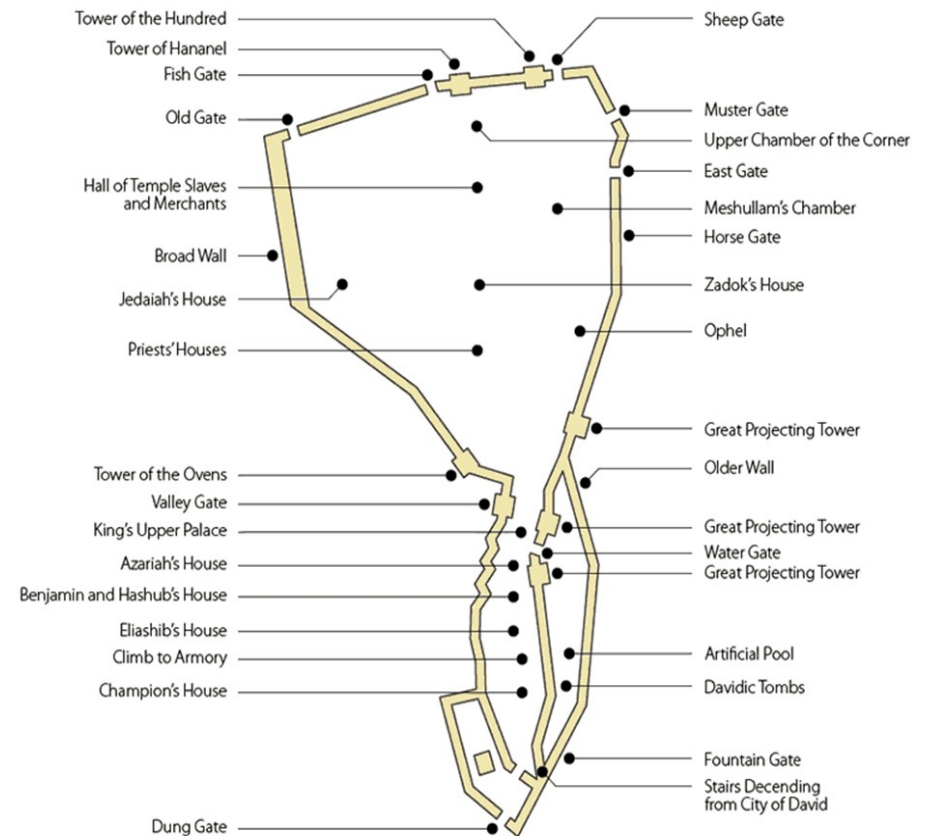 Tower of the Hundred
Tower of Hananel
Fish Gate
Old Gate
Hall of Temple Slaves
and Merchants
Broad Wall
Jedaiah's House
Priests' Houses
Tower of the Ovens
Valley Gate
King's Upper Palace
Azariah's House
Benjamin and Hashub's House
Eliashib's House
Climb to Armory
Champion's House
Dung Gate
Sheep Gate
Muster Gate
Upper Chamber of the Corner
East Gate
Meshullam's Chamber
Horse Gate
Zadok's House
Ophel
Great Projecting Tower
Older Wall
Great Projecting Tower
Water Gate
Great Projecting Tower
Artificial Pool
Davidic Tombs
Fountain Gate
Stairs Decending
from City of David